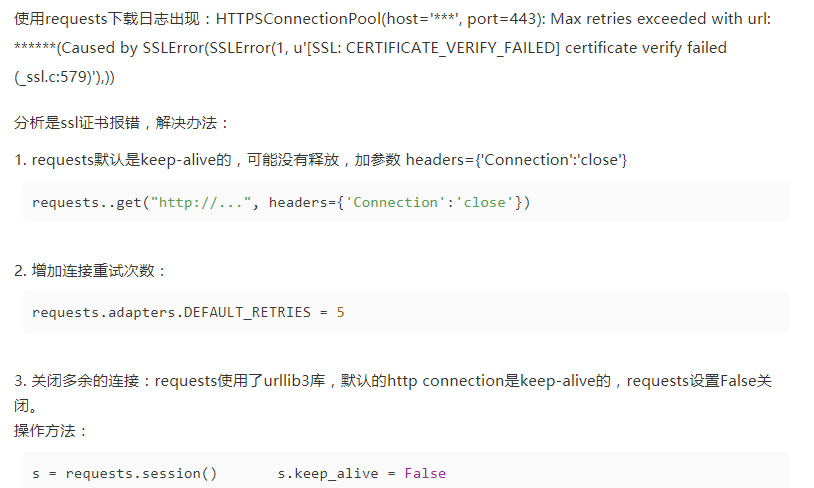 使用requests下载日志出现：HTTPSConnectionPool(host='***', port=443): Max retries exceeded with url:
******(Caused by SSLError(SSLError(1, u'[SSL: CERTIFICATE_VERIFY_FAILED] certificate verify failed
(_ssl.c:579)'),))
分析是ssl证书报错，解决办法：
1. requests默认是keep-alive的，可能没有释放，加参数 headers={'Connection':'close'}
requests..get("http://...", headers={'Connection':'close'})
2. 增加连接重试次数：
requests.adapters.DEFAULT_RETRIES = 5
3. 关闭多余的连接：requests使用了urllib3库，默认的http connection是keep-alive的，requests设置False关
闭。
操作方法：
s = requests.session()       s.keep_alive = False